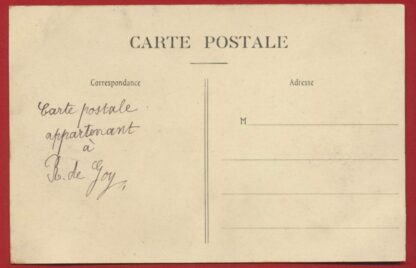 CARTE POSTALE
Correspondance
Adresse
Carte postale
appartenant
à
R. de Goy,
M